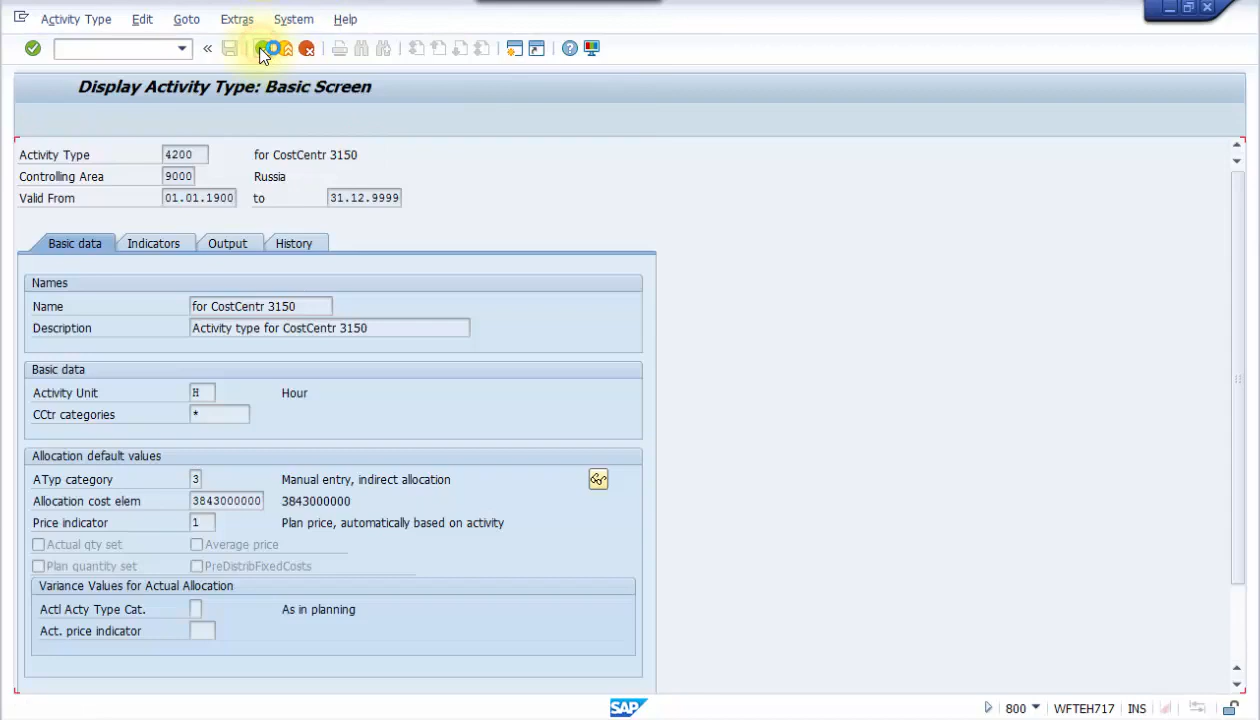 Activity Type Edit Goto Extras System Help
«
Display Activity Type: Basic Screen
Activity Type 4200 for CostCentr 3150
Controlling Area 9000 Russia
Valid From 01.01.1900 to 31.12.9999
Basic data Indicators Output History
Names
Name for CostCentr 3150
Description Activity type for CostCentr 3150
Basic data
Activity Unit H Hour
CCtr categories *
Allocation default values
ATyp category 3 Manual entry, indirect allocation
Allocation cost elem 3843000000 3843000000
Price indicator 1 Plan price, automatically based on activity
Actual qty set Average price
Plan quantity set PreDistribFixedCosts
Variance Values for Actual Allocation
Actl Acty Type Cat. As in planning
Act. price indicator
SAP 800 WFTEH717 INS